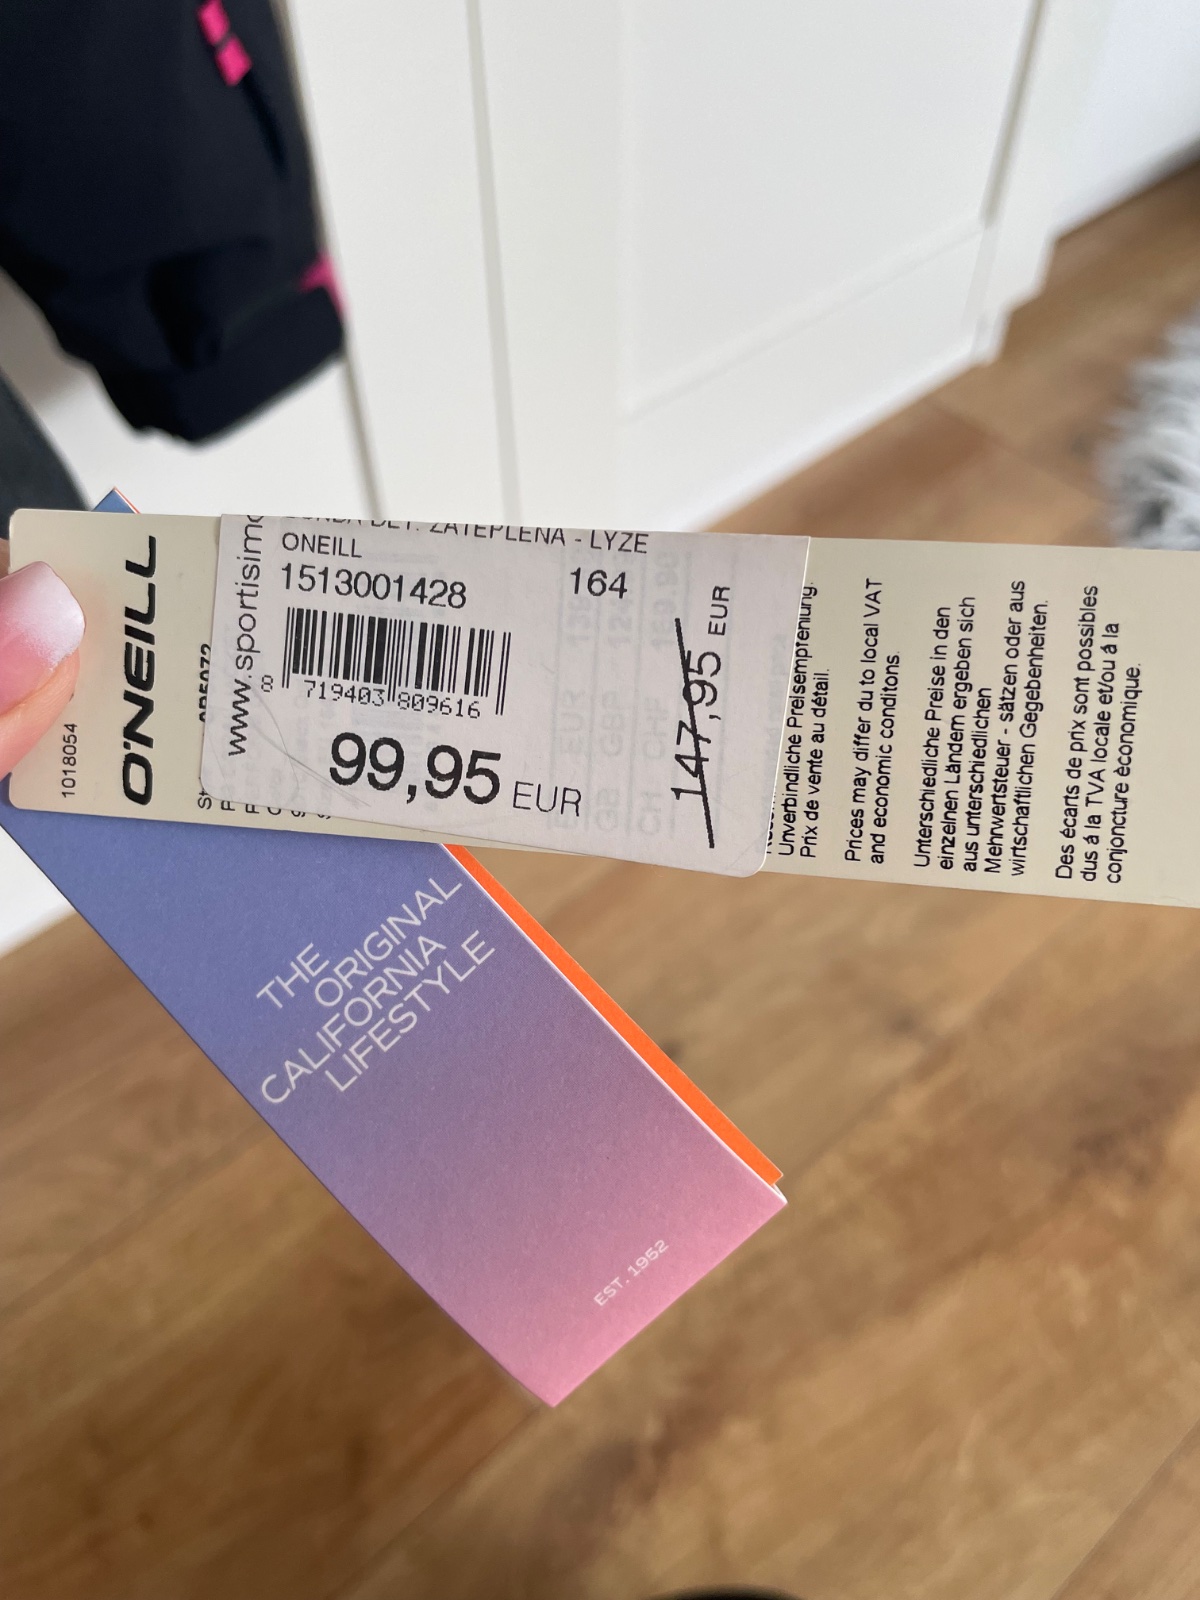 O'NEILL
1018054
www.sportisimo
DET. ZATEPLENA - LYZE
ONEILL
1513001428 164
8 719403 809616
99,95 EUR
147,95 EUR
Unverbindliche Preisempfehlung.
Prix de vente au détail.
Prices may differ du to local VAT
and economic conditons.
Unterschiedliche Preise in den
einzelnen Ländern ergeben sich
aus unterschiedlichen
Mehrwertsteuer - sätzen oder aus
wirtschaftlichen Gegebenheiten.
Des écarts de prix sont possibles
dus á la TVA locale et/ou á la
conjoncture èconomique.
THE
ORIGINAL
CALIFORNIA
LIFESTYLE
EST. 1952